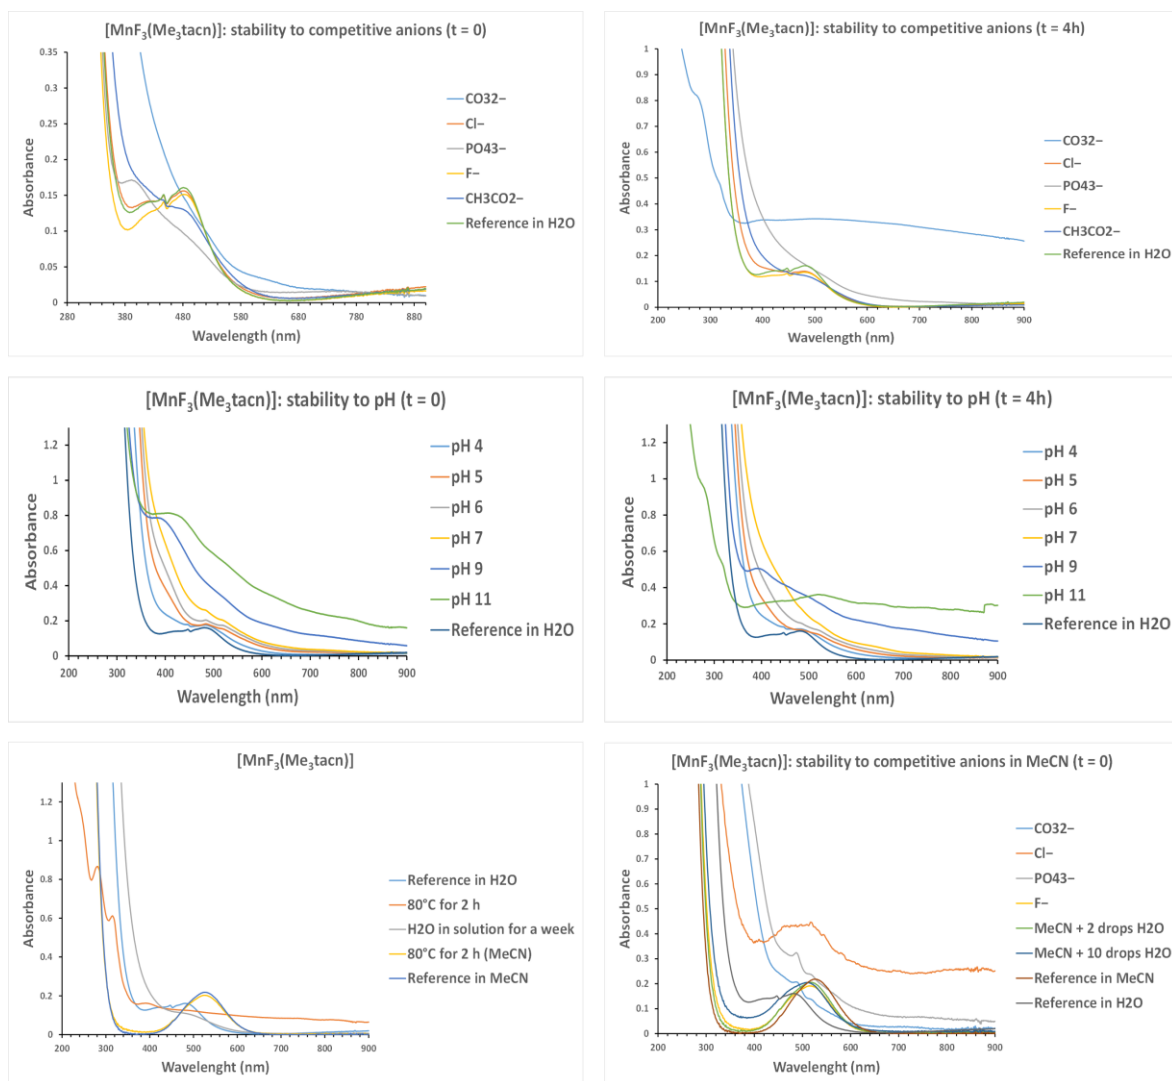 [MnF₃(Me₃tacn)]: stability to competitive anions (t = 0)
0.35
0.3
0.25
0.2
0.15
0.1
0.05
0
Absorbance
280 380 480 580 680 780 880
Wavelength (nm)
CO32−
Cl−
PO43−
F−
CH3CO2−
Reference in H2O
[MnF₃(Me₃tacn)]: stability to competitive anions (t = 4h)
1
0.9
0.8
0.7
0.6
0.5
0.4
0.3
0.2
0.1
0
Absorbance
200 300 400 500 600 700 800 900
Wavelength (nm)
CO32−
Cl−
PO43−
F−
CH3CO2−
Reference in H2O
[MnF₃(Me₃tacn)]: stability to pH (t = 0)
1.2
1
0.8
0.6
0.4
0.2
0
Absorbance
200 300 400 500 600 700 800 900
Wavelength (nm)
pH 4
pH 5
pH 6
pH 7
pH 9
pH 11
Reference in H2O
[MnF₃(Me₃tacn)]: stability to pH (t = 4h)
1.2
1
0.8
0.6
0.4
0.2
0
Absorbance
200 300 400 500 600 700 800 900
Wavelenght (nm)
pH 4
pH 5
pH 6
pH 7
pH 9
pH 11
Reference in H2O
[MnF₃(Me₃tacn)]
1.2
1
0.8
0.6
0.4
0.2
0
Absorbance
200 300 400 500 600 700 800 900
Wavelenght (nm)
Reference in H2O
80°C for 2 h
H2O in solution for a week
80°C for 2 h (MeCN)
Reference in MeCN
[MnF₃(Me₃tacn)]: stability to competitive anions in MeCN (t = 0)
1
0.9
0.8
0.7
0.6
0.5
0.4
0.3
0.2
0.1
0
Absorbance
200 300 400 500 600 700 800 900
Wavelenght (nm)
CO32−
Cl−
PO43−
F−
MeCN + 2 drops H2O
MeCN + 10 drops H2O
Reference in MeCN
Reference in H2O